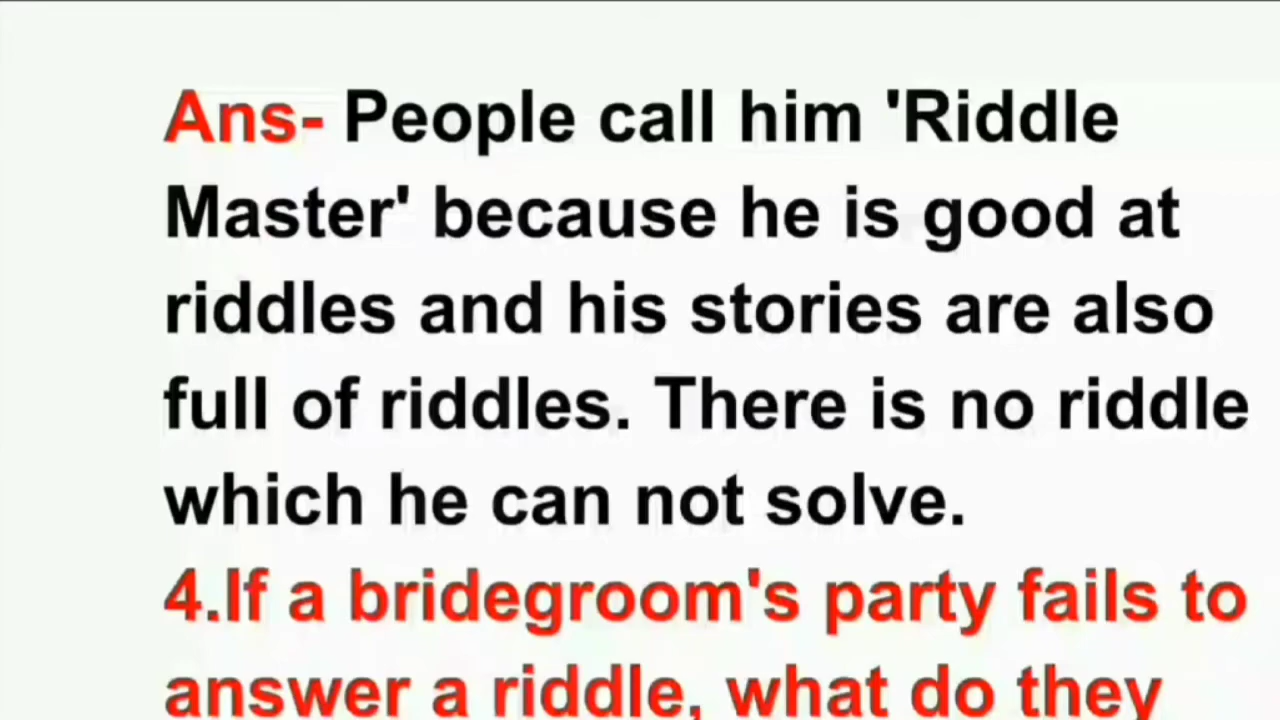 Ans- People call him 'Riddle
Master' because he is good at
riddles and his stories are also
full of riddles. There is no riddle
which he can not solve.
4.If a bridegroom's party fails to
answer a riddle, what do they